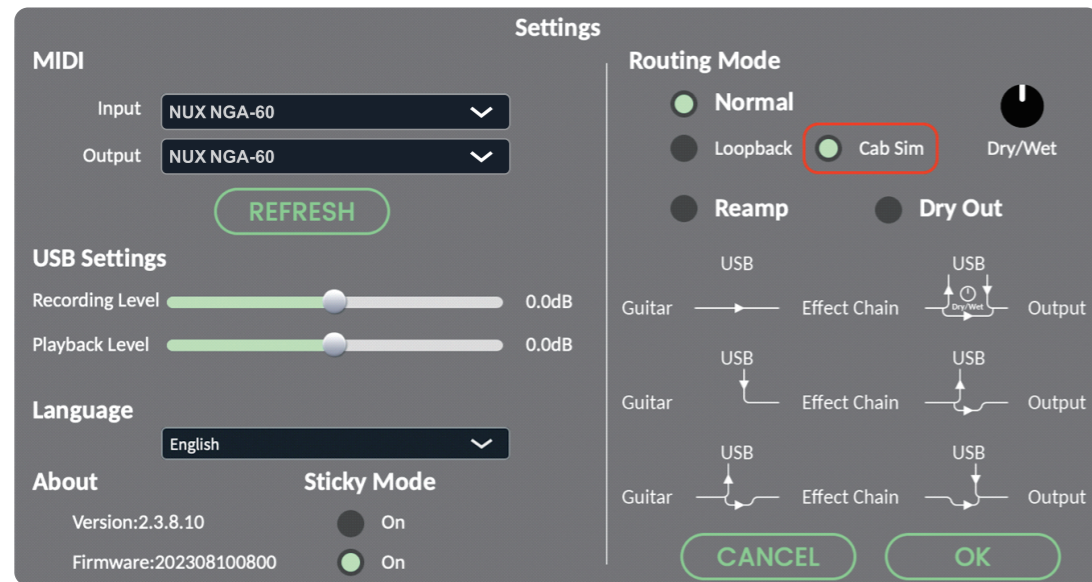 Settings
MIDI
Input NUX NGA-60
Output NUX NGA-60
REFRESH
USB Settings
Recording Level 0.0dB
Playback Level 0.0dB
Language
English
About
Version:2.3.8.10
Firmware:202308100800
Sticky Mode
On
On
Routing Mode
Normal
Loopback Cab Sim Dry/Wet
Reamp Dry Out
USB USB
Guitar Effect Chain Dry/Wet Output
USB USB
Guitar Effect Chain Output
USB USB
Guitar Effect Chain Output
CANCEL OK